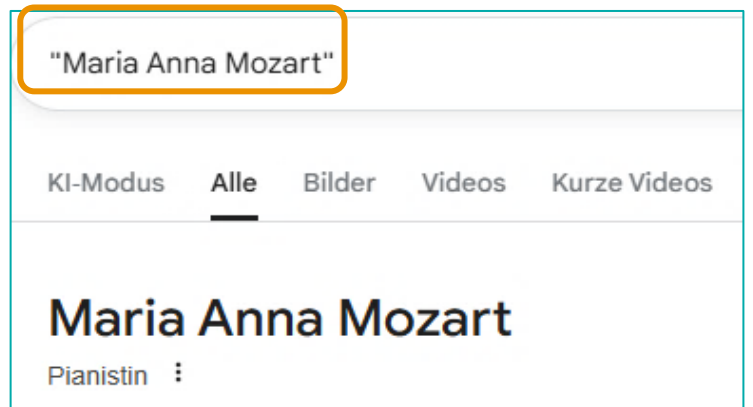 "Maria Anna Mozart"
KI-Modus Alle Bilder Videos Kurze Videos
Maria Anna Mozart
Pianistin